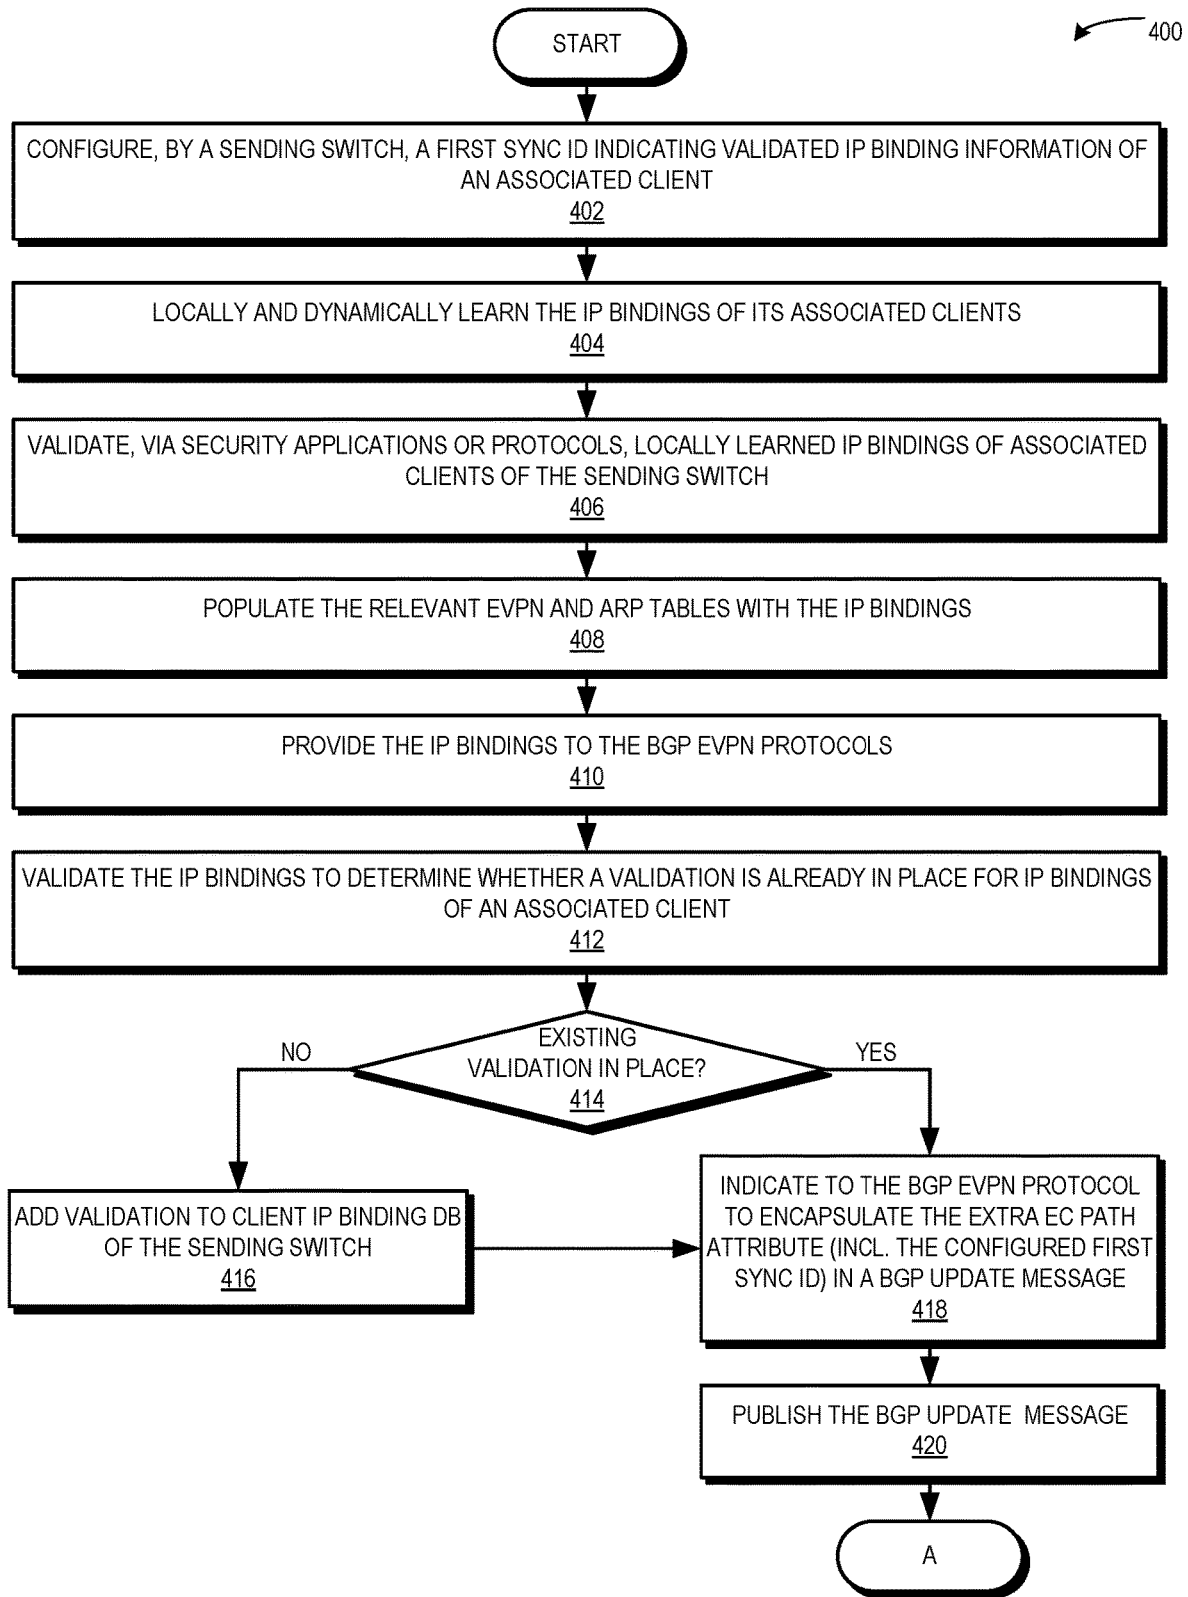 START
400
CONFIGURE, BY A SENDING SWITCH, A FIRST SYNC ID INDICATING VALIDATED IP BINDING INFORMATION OF
AN ASSOCIATED CLIENT
402
LOCALLY AND DYNAMICALLY LEARN THE IP BINDINGS OF ITS ASSOCIATED CLIENTS
404
VALIDATE, VIA SECURITY APPLICATIONS OR PROTOCOLS, LOCALLY LEARNED IP BINDINGS OF ASSOCIATED
CLIENTS OF THE SENDING SWITCH
406
POPULATE THE RELEVANT EVPN AND ARP TABLES WITH THE IP BINDINGS
408
PROVIDE THE IP BINDINGS TO THE BGP EVPN PROTOCOLS
410
VALIDATE THE IP BINDINGS TO DETERMINE WHETHER A VALIDATION IS ALREADY IN PLACE FOR IP BINDINGS
OF AN ASSOCIATED CLIENT
412
EXISTING
VALIDATION IN PLACE?
414
NO
YES
ADD VALIDATION TO CLIENT IP BINDING DB
OF THE SENDING SWITCH
416
INDICATE TO THE BGP EVPN PROTOCOL
TO ENCAPSULATE THE EXTRA EC PATH
ATTRIBUTE (INCL. THE CONFIGURED FIRST
SYNC ID) IN A BGP UPDATE MESSAGE
418
PUBLISH THE BGP UPDATE MESSAGE
420
A